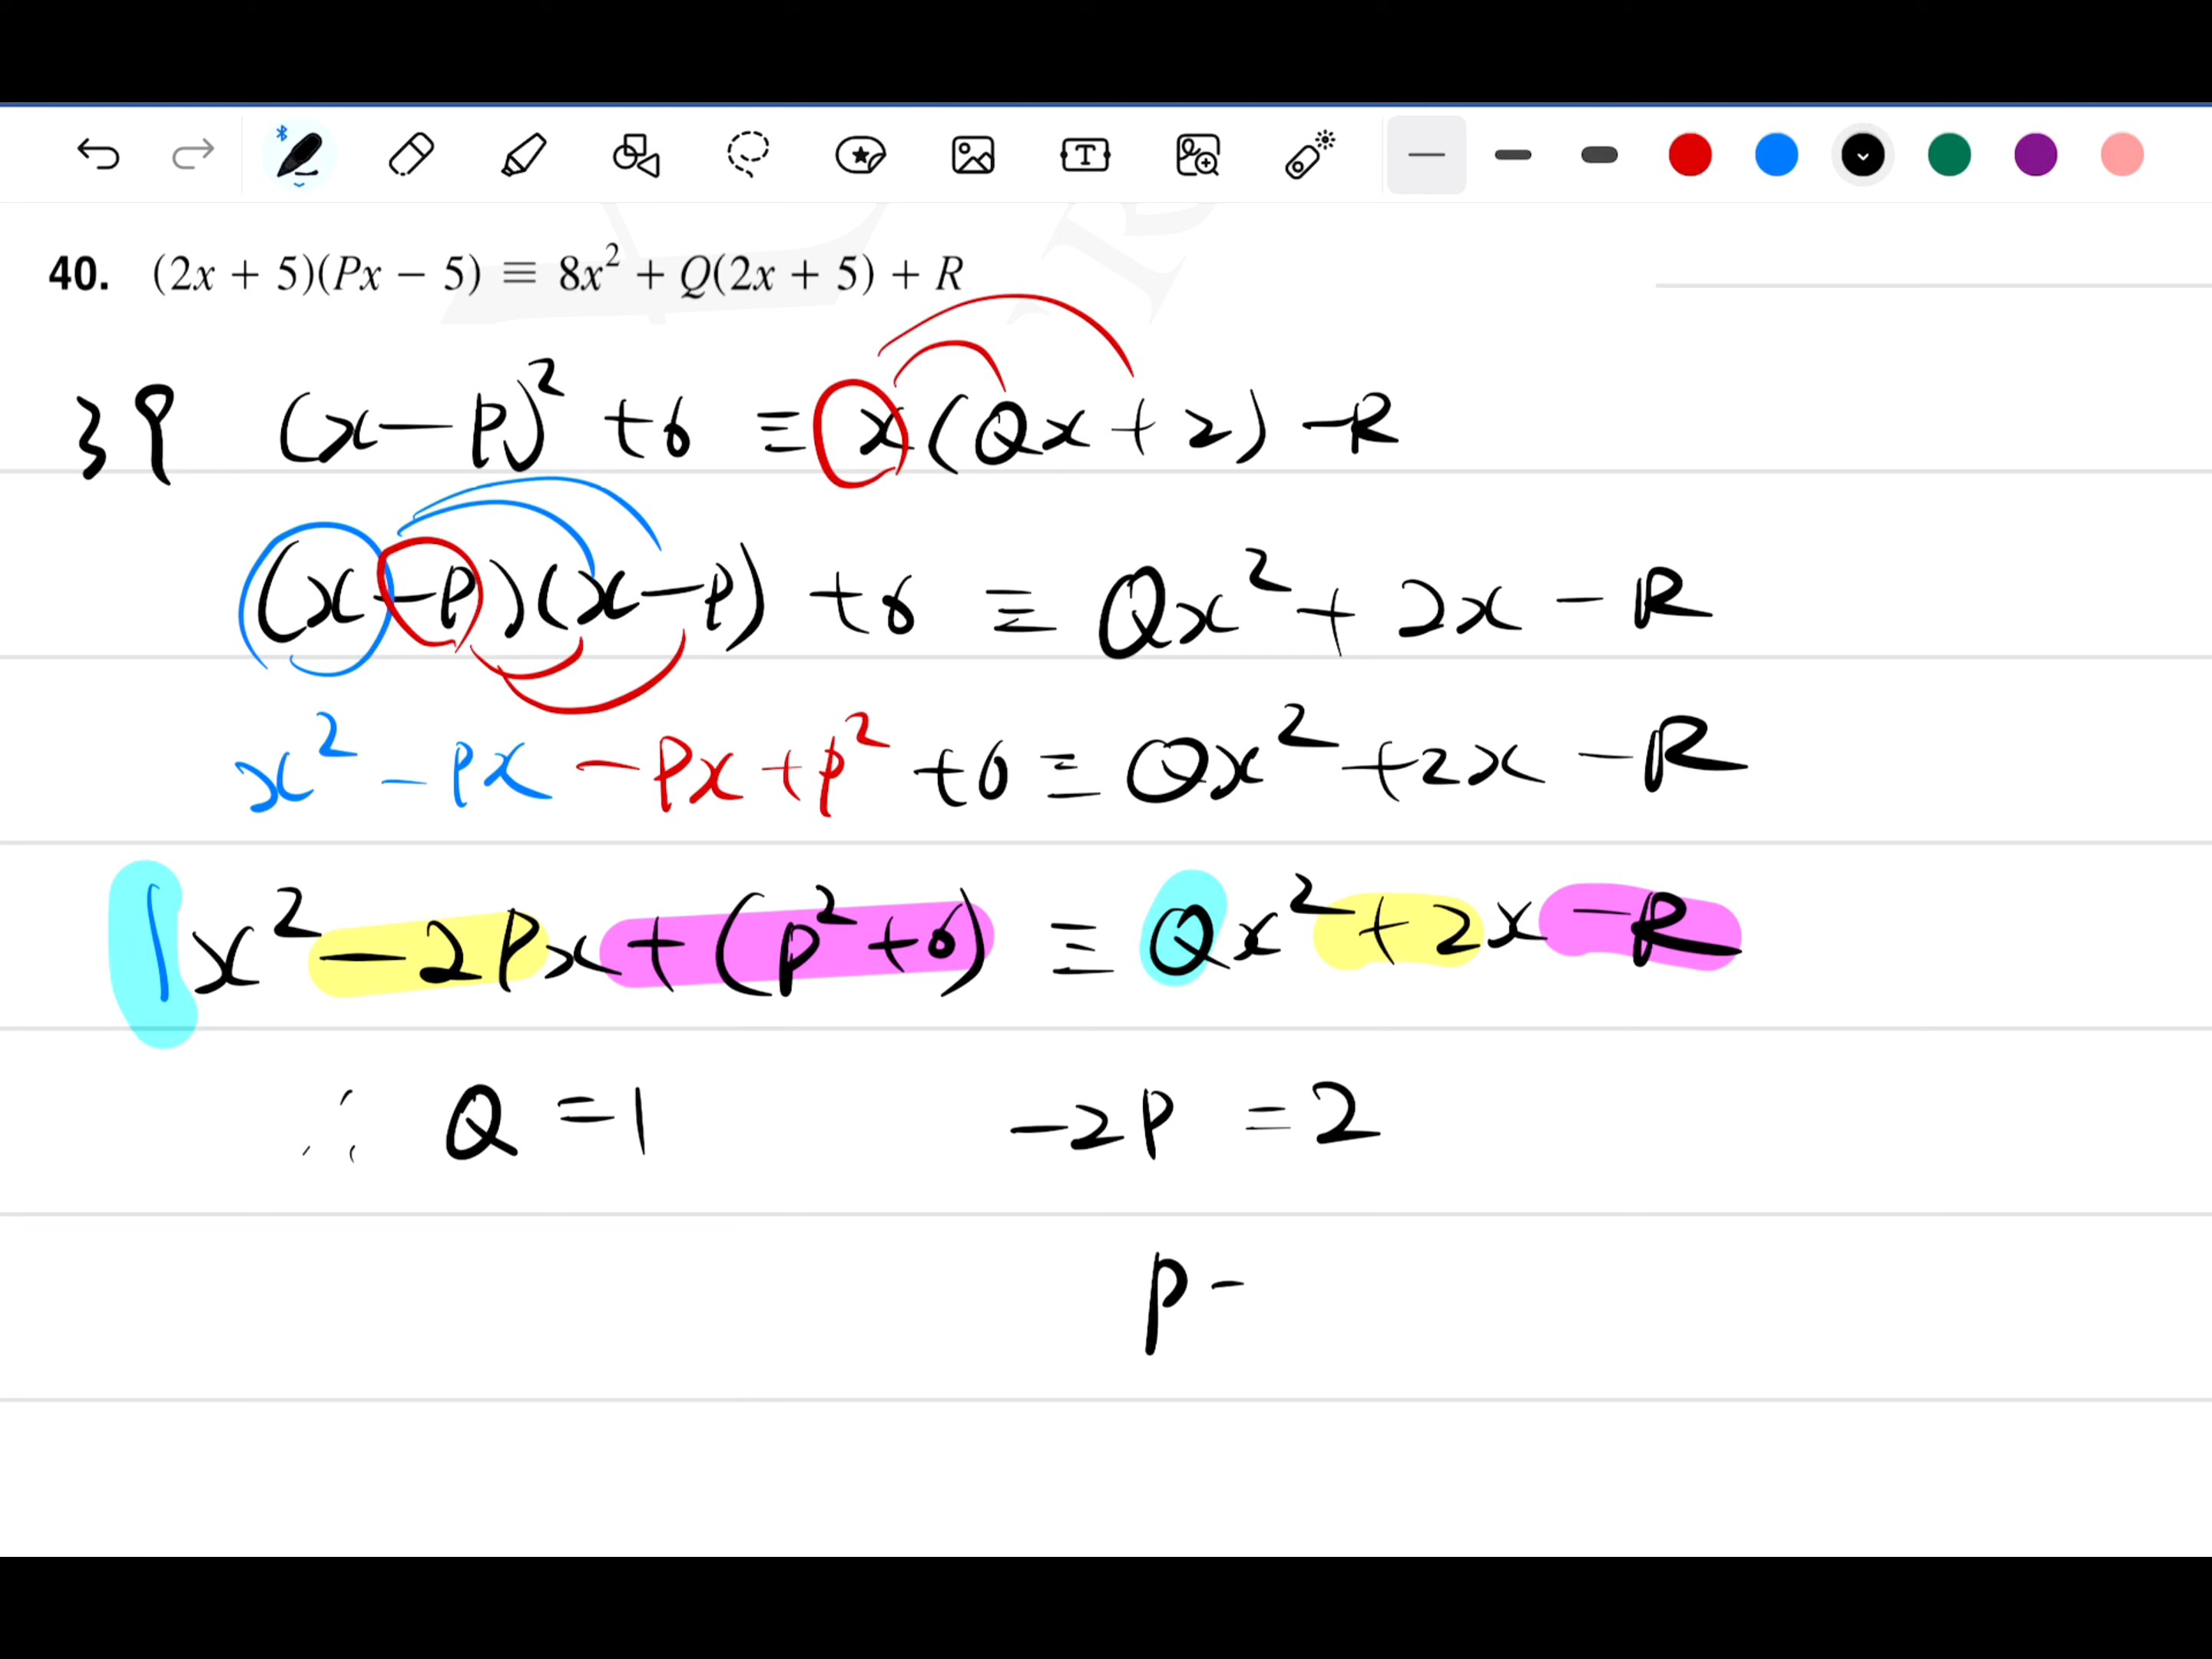 40. (2x + 5)(Px − 5) ≡ 8x² + Q(2x + 5) + R
39 (x − P)² + 6 ≡ x(Qx + 2) − R
(x − P)(x − P) + 6 ≡ Qx² + 2x − R
x² − Px − Px + P² + 6 ≡ Qx² + 2x − R
1x² − 2Px + (P² + 6) ≡ Qx² + 2x − R
∴ Q = 1 −2P = 2
P −